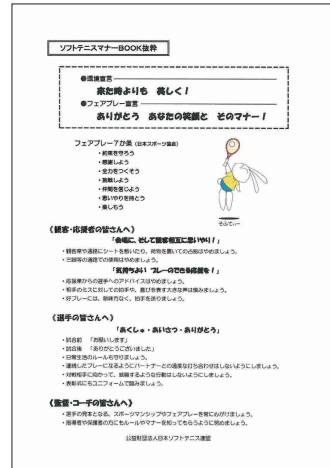 ソフトテニスマナーBOOK抜粋
●環境宣言
来た時よりも　美しく！
●フェアプレー宣言
ありがとう　あなたの笑顔と　そのマナー！
フェアプレー７か条（日本スポーツ協会）
・約束を守ろう
・感謝しよう
・全力をつくそう
・挑戦しよう
・仲間を信じよう
・思いやりを持とう
・楽しもう
そふてぃー
《観客・応援者の皆さんへ》
「会場に、そして観客相互に思いやり！」
・観客席や通路にシートを敷いたり、荷物を置いての占拠はやめましょう。
・三脚等の通路での使用はやめましょう。
「気持ちよい　プレーのできる応援を！」
・応援席からの選手へのアドバイスはやめましょう。
・相手のミスに対しての拍手や、喜びを表す大きな声は慎みましょう。
・好プレーには、敵味方なく、拍手を送りましょう。
《選手の皆さんへ》
「あくしゅ・あいさつ・ありがとう」
・試合前　「お願いします」
・試合後　「ありがとうございました」
・日常生活のルールも守りましょう。
・連続したプレーになるようにパートナーとの過度な打ち合わせはしないようにしましょう。
・対戦相手に向かって、威嚇するような行動はしないようにしましょう。
・表彰式にもユニフォームで臨みましょう。
《監督・コーチの皆さんへ》
・選手の見本となる、スポーツマンシップやフェアプレーを常に心がけましょう。
・指導者や保護者の方にもルールやマナーを知ってもらうように努めましょう。
公益財団法人日本ソフトテニス連盟